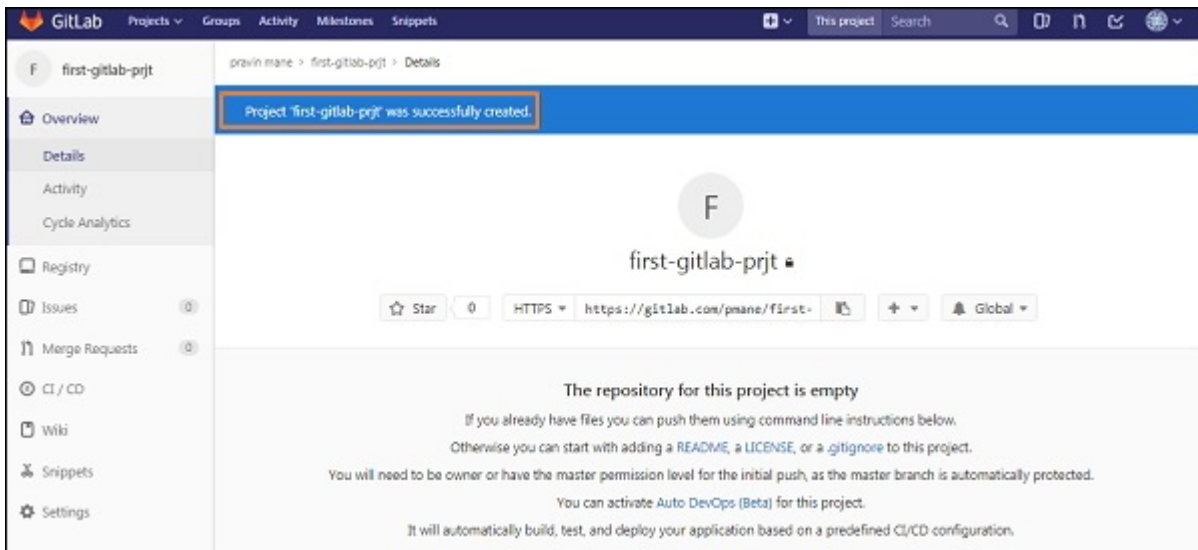 GitLab Projects Groups Activity Milestones Snippets This project Search
F first-gitlab-prjt
pravin mane > first-gitlab-prjt > Details
Project 'first-gitlab-prjt' was successfully created.
Overview
Details
Activity
Cycle Analytics
Registry
Issues 0
Merge Requests 0
CI / CD
Wiki
Snippets
Settings
F
first-gitlab-prjt
Star 0 HTTPS https://gitlab.com/pmane/first- + Global
The repository for this project is empty
If you already have files you can push them using command line instructions below.
Otherwise you can start with adding a README, a LICENSE, or a .gitignore to this project.
You will need to be owner or have the master permission level for the initial push, as the master branch is automatically protected.
You can activate Auto DevOps (Beta) for this project.
It will automatically build, test, and deploy your application based on a predefined CI/CD configuration.